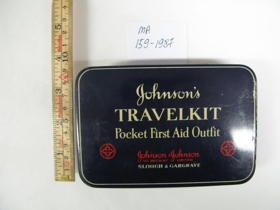 MA
159-1987
Johnson's
TRAVELKIT
Pocket First Aid Outfit
Johnson Johnson
SLOUGH & GARGRAVE